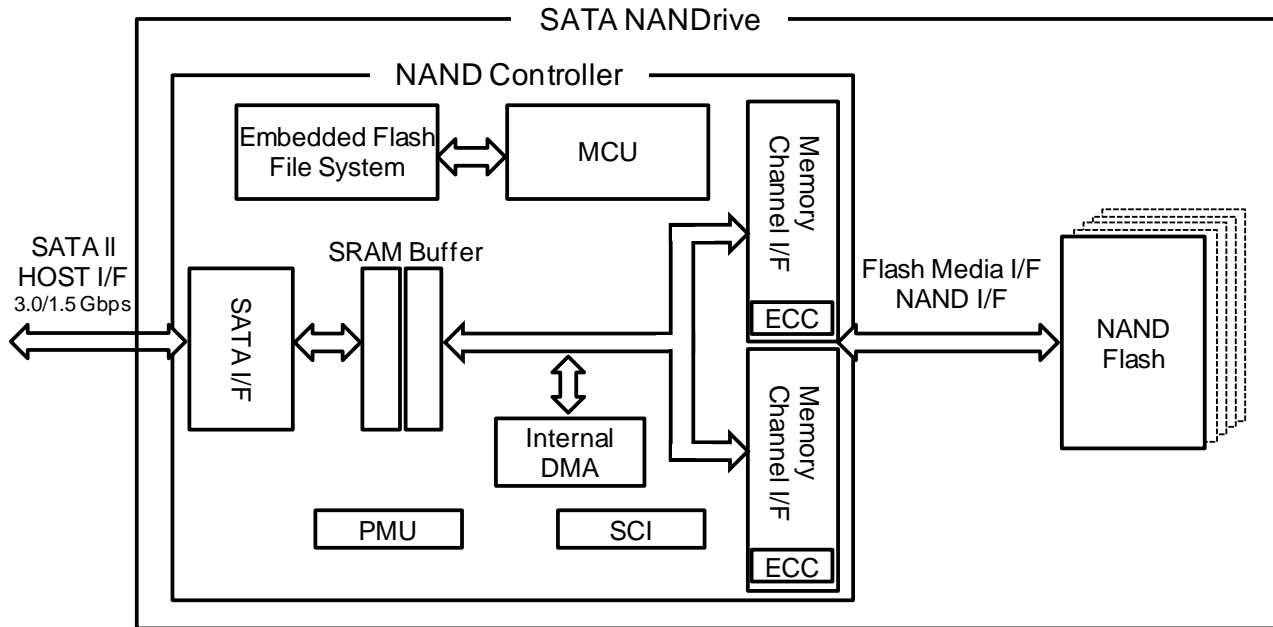 SATA NANDrive
NAND Controller
Embedded Flash
File System
MCU
Memory
Channel I/F
ECC
SATA II
HOST I/F
3.0/1.5 Gbps
SRAM Buffer
SATA I/F
Flash Media I/F
NAND I/F
NAND
Flash
Internal
DMA
Memory
Channel I/F
ECC
PMU
SCI